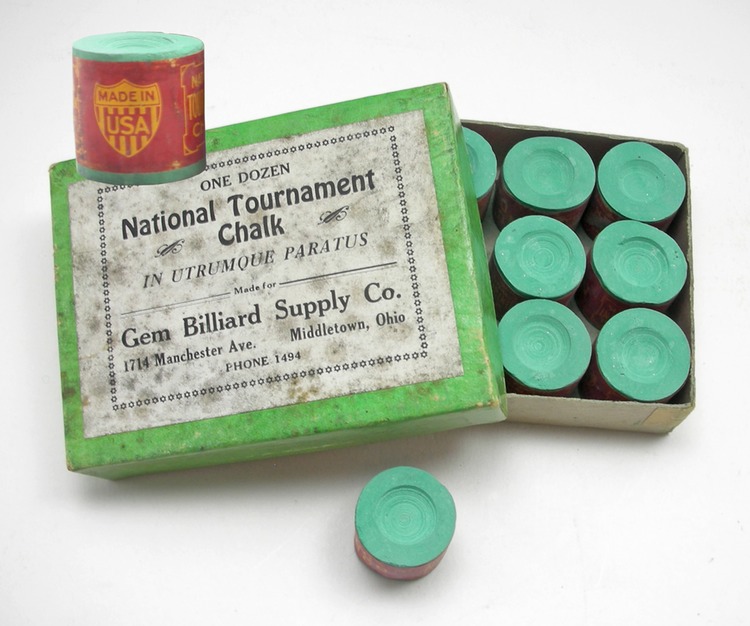 MADE IN
USA
ONE DOZEN
National Tournament
Chalk
IN UTRUMQUE PARATUS
Made for
Gem Billiard Supply Co.
1714 Manchester Ave. Middletown, Ohio
PHONE 1494